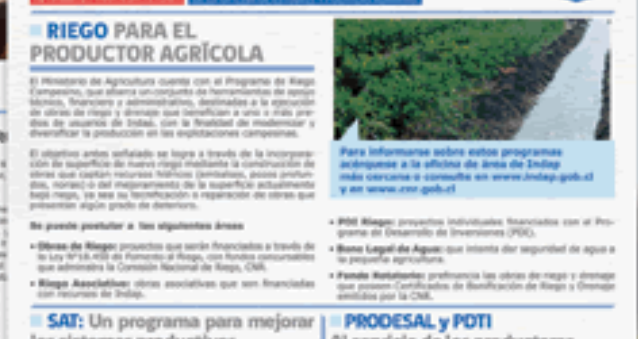 RIEGO PARA EL
PRODUCTOR AGRÍCOLA
El Ministerio de Agricultura cuenta con el Programa de Riego
Campesino, que abarca un conjunto de herramientas de apoyo
técnico, financiero y administrativo, destinadas a la ejecución
de obras de riego y drenaje que benefician a uno o más pre-
dios de usuarios de Indap, con la finalidad de modernizar y
diversificar la producción en las explotaciones campesinas.
El objetivo antes señalado se logra a través de la incorpora-
ción de superficie de nuevo riego mediante la construcción de
obras que captan recursos hídricos (embalses, pozos profun-
dos, norias) o del mejoramiento de la superficie actualmente
bajo riego, ya sea su tecnificación o reparación de obras que
presentan algún grado de deterioro.
Se puede postular a las siguientes áreas
• Obras de Riego: proyectos que serán financiados a través de
la Ley Nº18.450 de Fomento al Riego, con fondos concursables
que administra la Comisión Nacional de Riego, CNR.
• Riego Asociativo: obras asociativas que son financiadas
con recursos de Indap.
Para informarse sobre estos programas
acérquese a la oficina de área de Indap
más cercana o consulte en www.indap.gob.cl
y en www.cnr.gob.cl
• PDI Riego: proyectos individuales financiados con el Pro-
grama de Desarrollo de Inversiones (PDI).
• Bono Legal de Agua: que intenta dar seguridad de agua a
la pequeña agricultura.
• Fondo Rotatorio: prefinancia las obras de riego y drenaje
que poseen Certificados de Bonificación de Riego y Drenaje
emitidos por la CNR.
SAT: Un programa para mejorar
los sistemas productivos
PRODESAL y PDTI
Al servicio de los productores